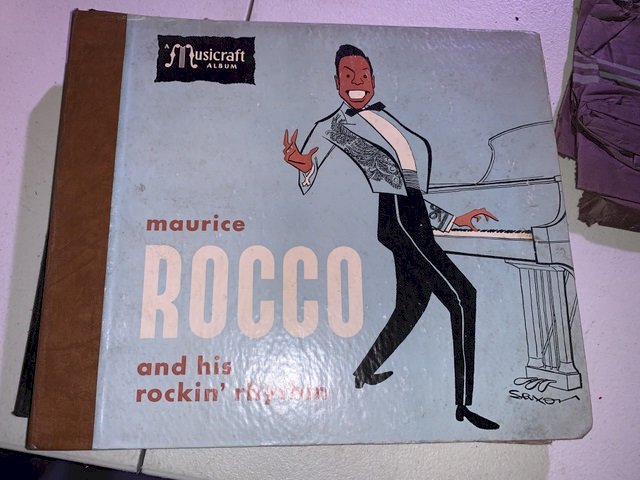 A Musicraft
ALBUM
maurice
ROCCO
and his
rockin' rhythm
SAXON